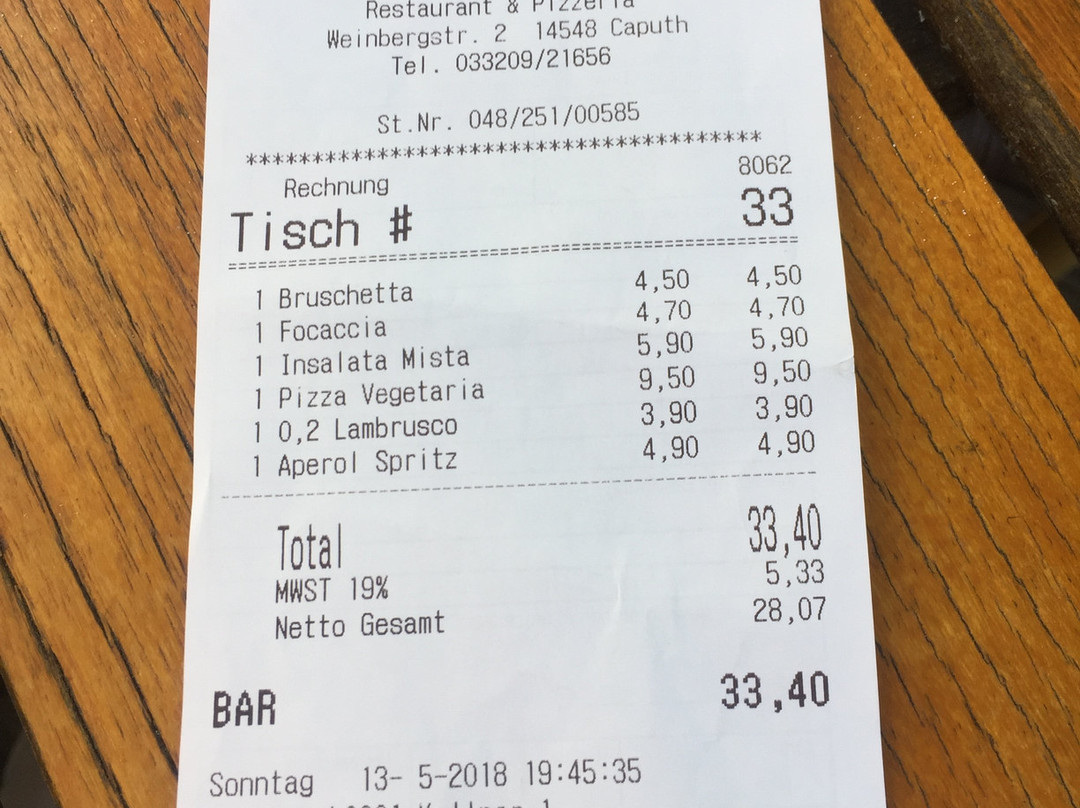 Restaurant & Pizzeria
Weinbergstr. 2 14548 Caputh
Tel. 033209/21656
St.Nr. 048/251/00585
***************************************
8062
Rechnung
Tisch # 33
1 Bruschetta 4,50 4,50
1 Focaccia 4,70 4,70
1 Insalata Mista 5,90 5,90
1 Pizza Vegetaria 9,50 9,50
1 0,2 Lambrusco 3,90 3,90
1 Aperol Spritz 4,90 4,90
Total 33,40
MWST 19% 5,33
Netto Gesamt 28,07
BAR 33,40
Sonntag 13- 5-2018 19:45:35